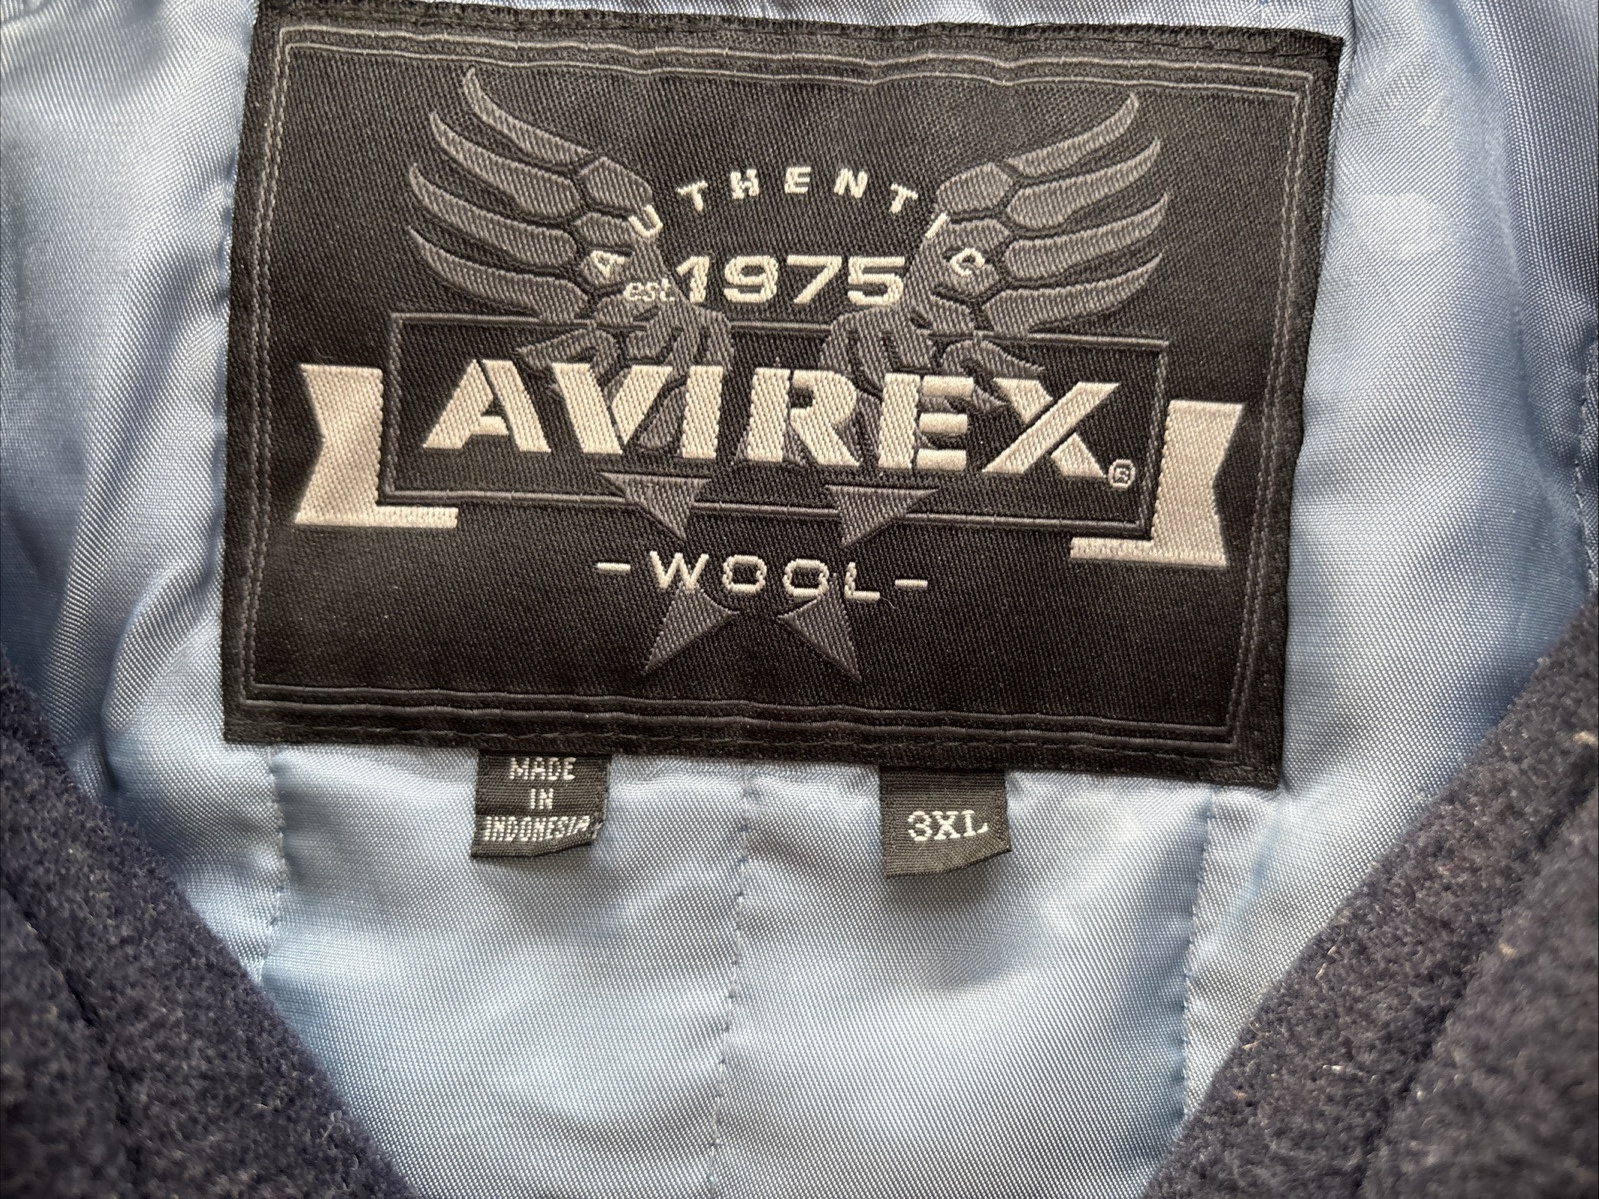 AUTHENTIC
est. 1975
AVIREX®
-WOOL-
MADE
IN
INDONESIA
3XL